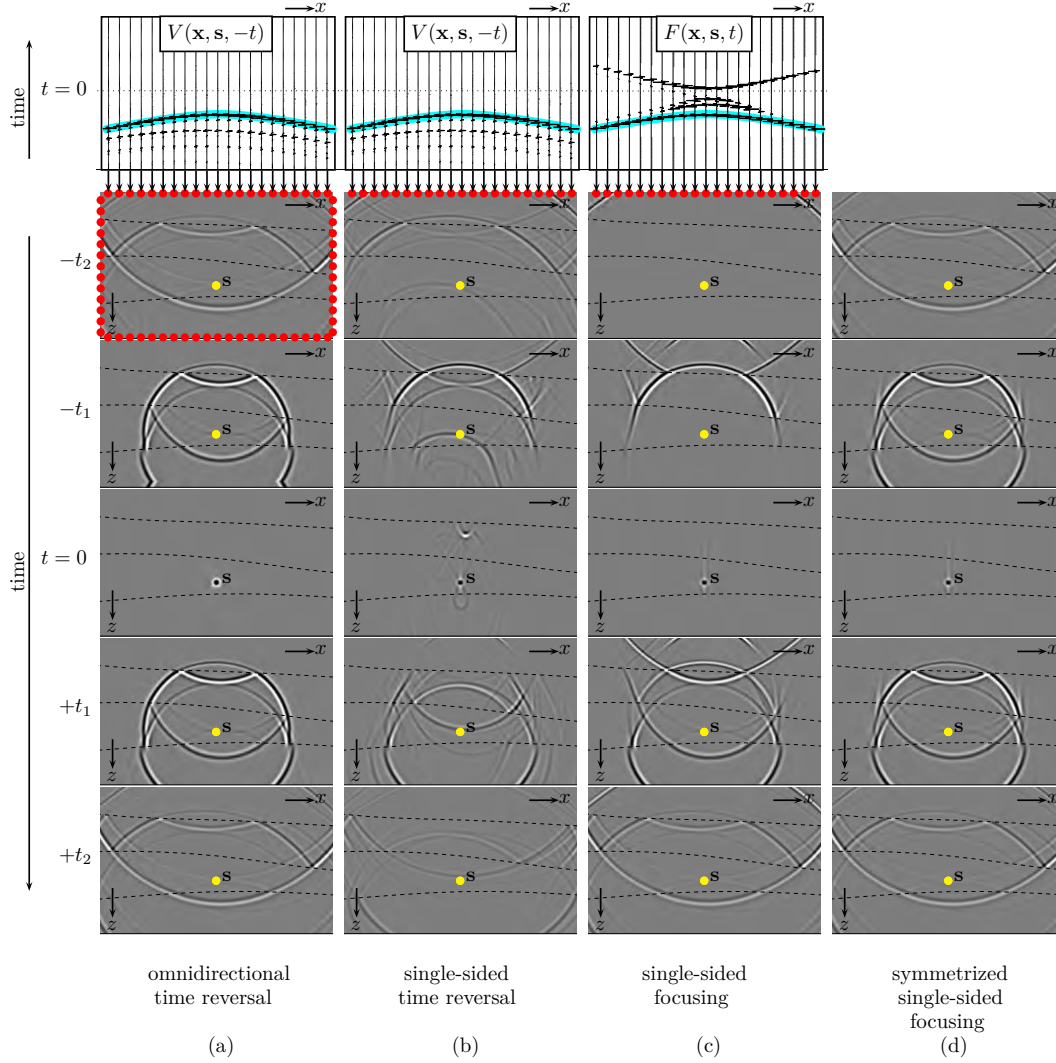 x
x
x
V(x, s, −t)
V(x, s, −t)
F(x, s, t)
time
t = 0
x
x
x
x
−t₂
s
s
s
s
z
z
z
z
x
x
x
x
−t₁
s
s
s
s
z
z
z
z
time
x
x
x
x
t = 0
s
s
s
s
z
z
z
z
x
x
x
x
+t₁
s
s
s
s
z
z
z
z
x
x
x
x
+t₂
s
s
s
s
z
z
z
z
omnidirectional
time reversal
(a)
single-sided
time reversal
(b)
single-sided
focusing
(c)
symmetrized
single-sided
focusing
(d)